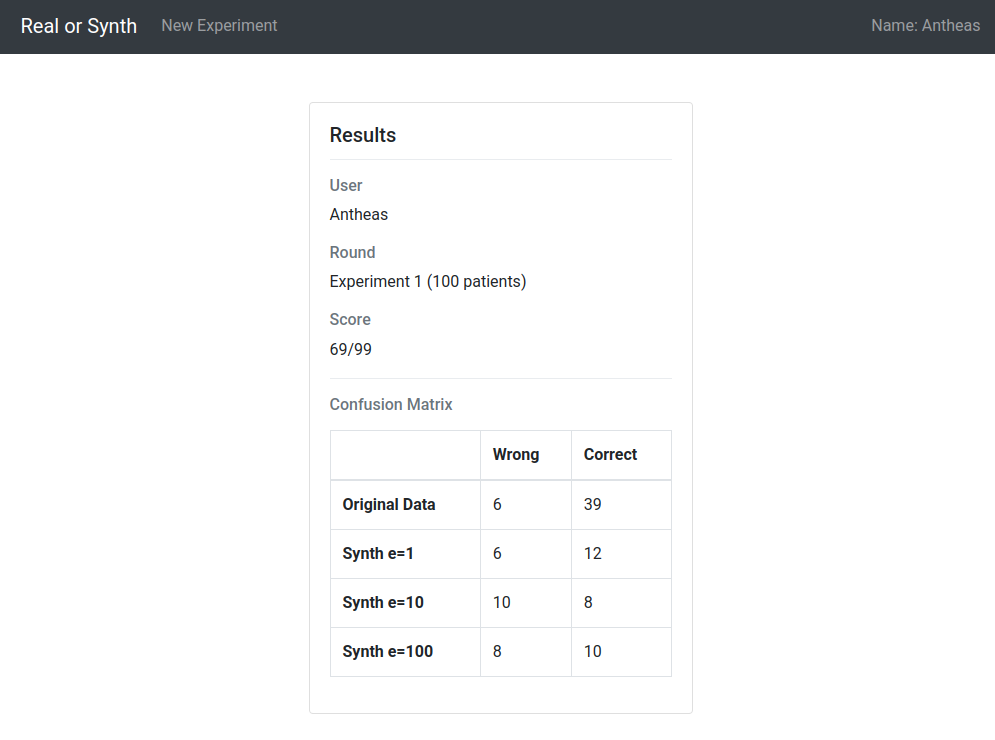 Real or Synth New Experiment Name: Antheas
Results
User
Antheas
Round
Experiment 1 (100 patients)
Score
69/99
Confusion Matrix
Wrong Correct
Original Data 6 39
Synth e=1 6 12
Synth e=10 10 8
Synth e=100 8 10